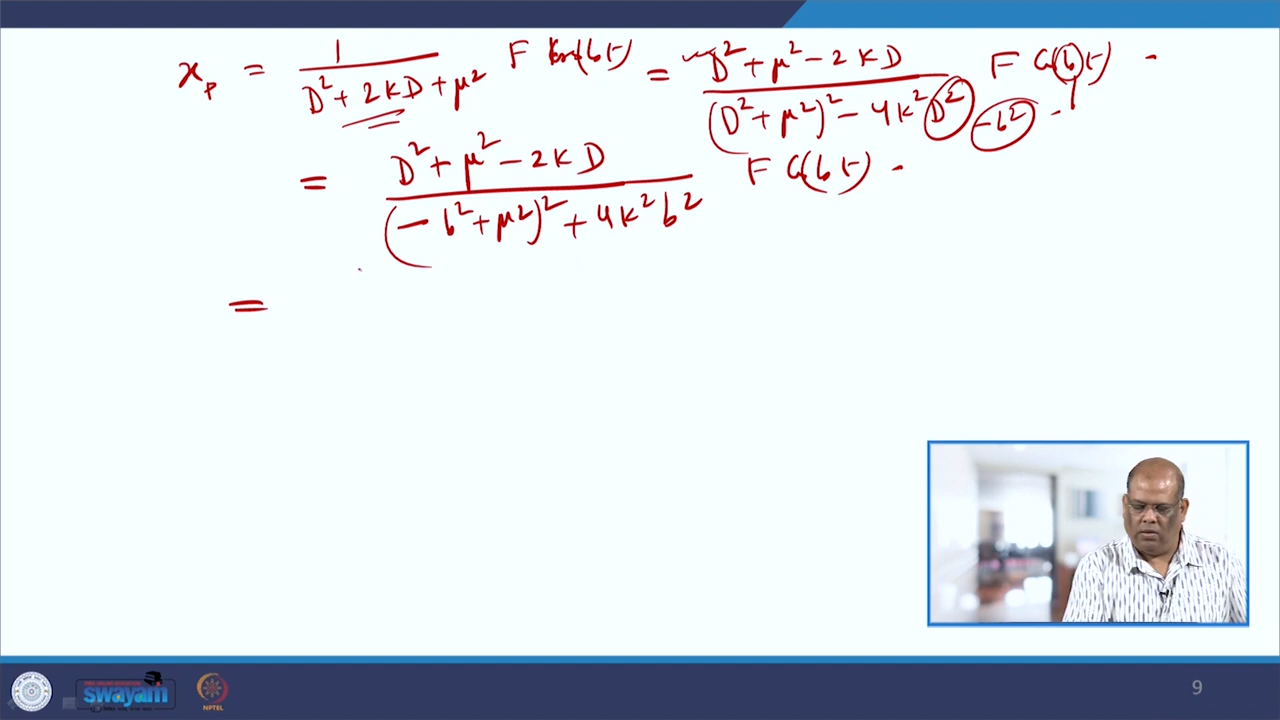 x_p = 1/(D² + 2KD + μ²) F Cos(bt) = (D² + μ² − 2KD)/((D² + μ²)² − 4K²D²) F Cos(bt) −b²
= (D² + μ² − 2KD)/((−b² + μ²)² + 4K²b²) F Cos(bt)
=
swayam
NPTEL
9